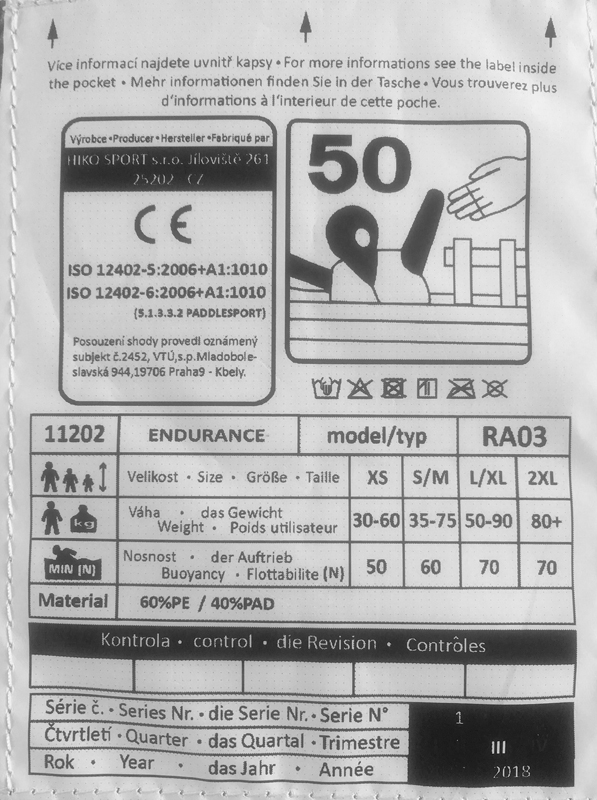 Více informací najdete uvnitř kapsy • For more informations see the label inside
the pocket • Mehr informationen finden Sie in der Tasche • Vous trouverez plus
d'informations à l'interieur de cette poche.
Výrobce •Producer•Hersteller •Fabriqué par
HIKO SPORT s.r.o. Jíloviště 261
25202 CZ
CE
ISO 12402-5:2006+A1:1010
ISO 12402-6:2006+A1:1010
(5.1.3.3.2 PADDLESPORT)
Posouzení shody provedl oznámený
subjekt č.2452, VTÚ,s.p.Mladobole-
slavská 944,19706 Praha9 - Kbely.
50
11202 ENDURANCE model/typ RA03
Velikost • Size • Größe • Taille XS S/M L/XL 2XL
kg
Váha • das Gewicht
Weight • Poids utilisateur 30-60 35-75 50-90 80+
MIN (N)
Nosnost • der Auftrieb
Buoyancy • Flottabilite (N) 50 60 70 70
Material 60%PE / 40%PAD
Kontrola • control • die Revision • Contrôles
Série č. • Series Nr. • die Serie Nr. • Serie N° 1
Čtvrtletí • Quarter • das Quartal • Trimestre III
Rok • Year • das Jahr • Année 2018